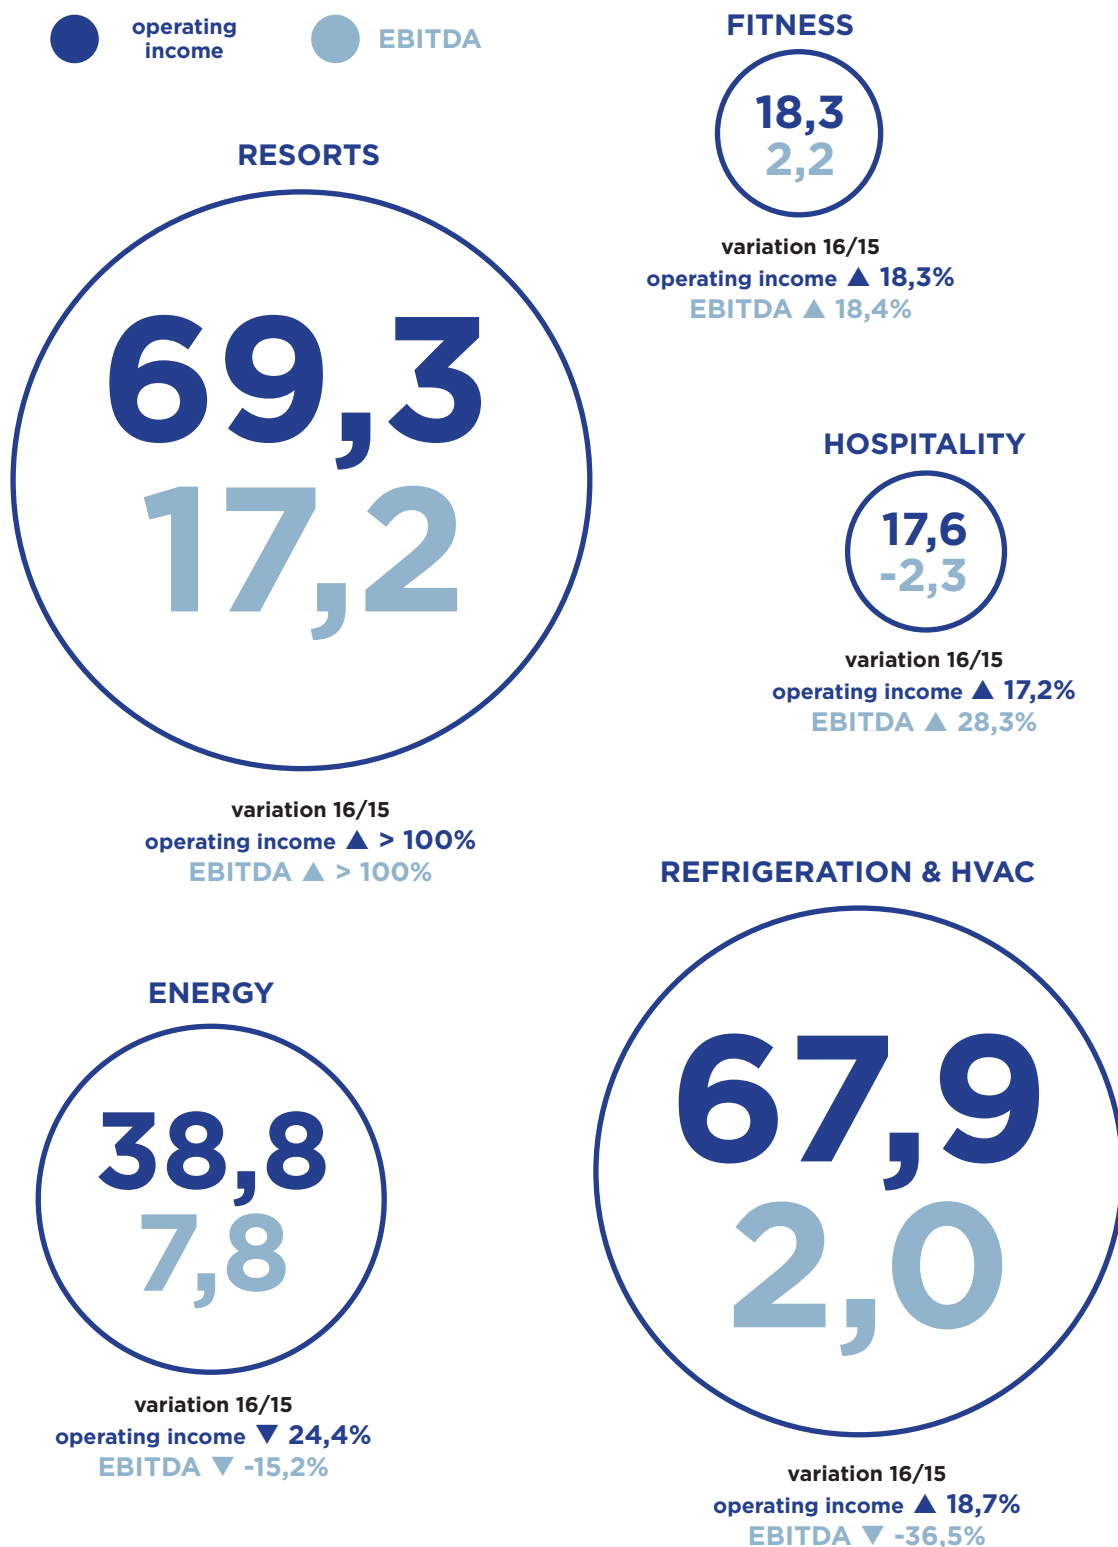 operating
income
EBITDA
FITNESS
18,3
2,2
variation 16/15
operating income ▲ 18,3%
EBITDA ▲ 18,4%
RESORTS
69,3
17,2
variation 16/15
operating income ▲ > 100%
EBITDA ▲ > 100%
HOSPITALITY
17,6
-2,3
variation 16/15
operating income ▲ 17,2%
EBITDA ▲ 28,3%
ENERGY
38,8
7,8
variation 16/15
operating income ▼ 24,4%
EBITDA ▼ -15,2%
REFRIGERATION & HVAC
67,9
2,0
variation 16/15
operating income ▲ 18,7%
EBITDA ▼ -36,5%